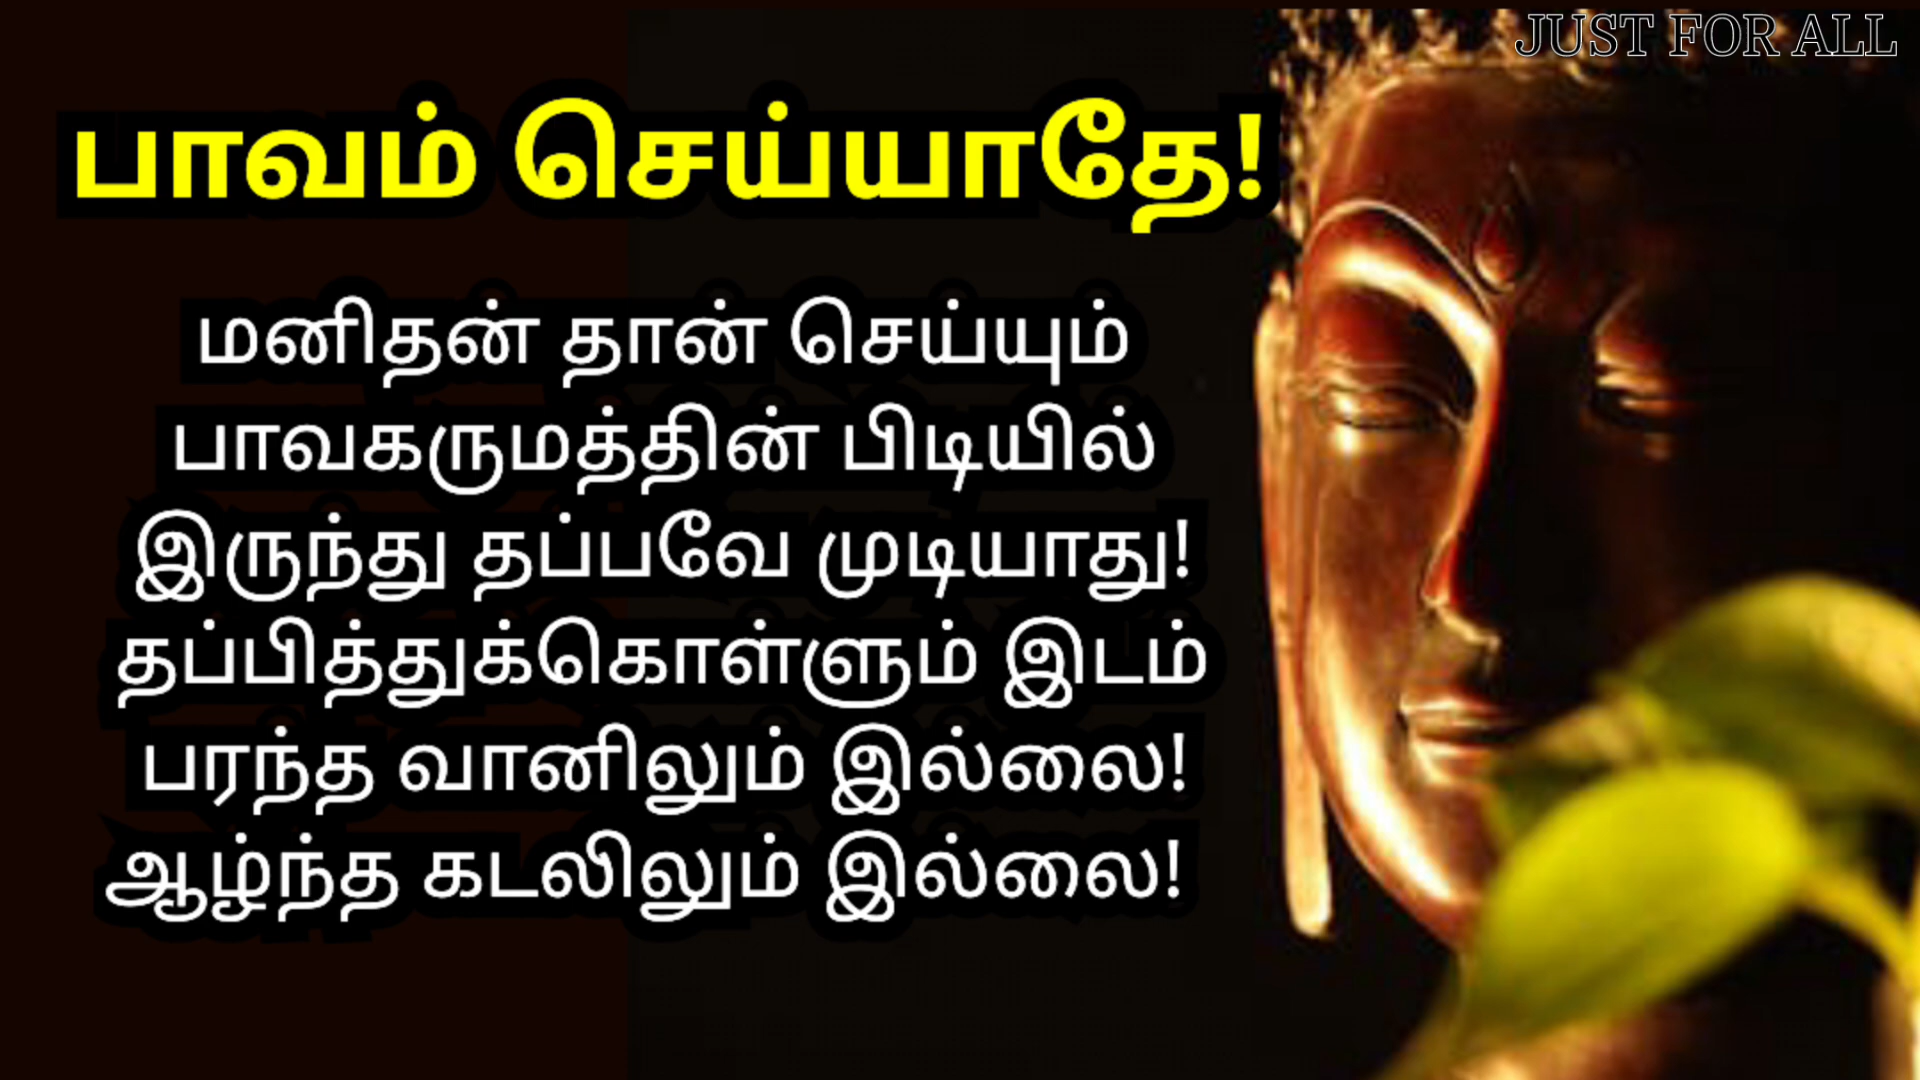 JUST FOR ALL
பாவம் செய்யாதே!
மனிதன் தான் செய்யும்
பாவகருமத்தின் பிடியில்
இருந்து தப்பவே முடியாது!
தப்பித்துக்கொள்ளும் இடம்
பரந்த வானிலும் இல்லை!
ஆழ்ந்த கடலிலும் இல்லை!